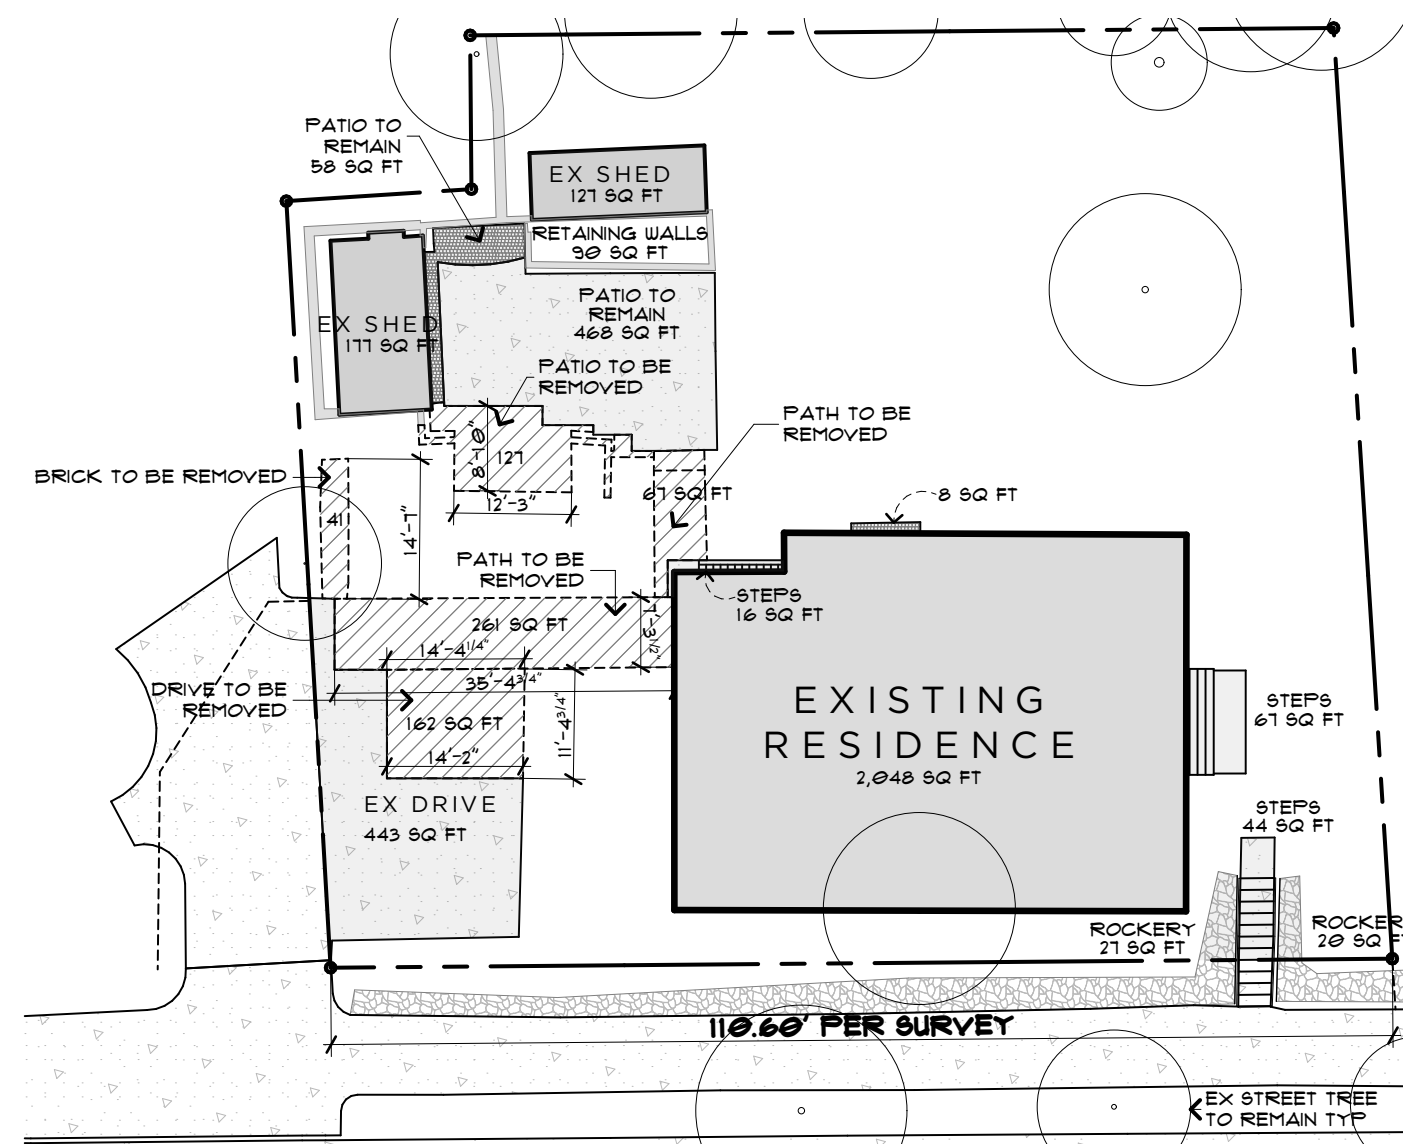 PATIO TO
REMAIN
58 SQ FT
EX SHED
127 SQ FT
RETAINING WALLS
90 SQ FT
PATIO TO
REMAIN
468 SQ FT
EX SHED
177 SQ FT
PATIO TO BE
REMOVED
PATH TO BE
REMOVED
BRICK TO BE REMOVED
8'-10"
127
67 SQ FT
12'-3"
8 SQ FT
41
14'-7"
PATH TO BE
REMOVED
STEPS
16 SQ FT
261 SQ FT
7'-3 1/2"
14'-4 1/4"
35'-4 3/4"
DRIVE TO BE
REMOVED
162 SQ FT
11'-4 3/4"
14'-2"
EXISTING
RESIDENCE
2,048 SQ FT
STEPS
67 SQ FT
EX DRIVE
443 SQ FT
STEPS
44 SQ FT
ROCKERY
27 SQ FT
ROCKER
20 SQ F
110.60' PER SURVEY
EX STREET TREE
TO REMAIN TYP